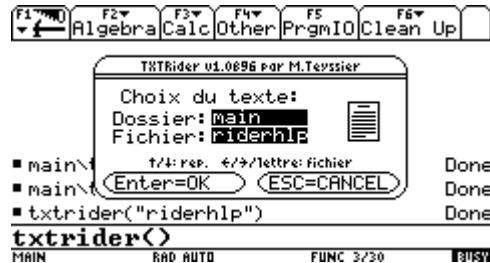 F1 F2 F3 F4 F5 F6
Algebra Calc Other PrgmIO Clean Up
TXTRider v1.0896 par M.Teyssier
Choix du texte:
Dossier: main
Fichier: riderhlp
↑/↓: rep. ←/→/lettre: fichier
Enter=OK ESC=CANCEL
main\t Done
main\t Done
txtrider("riderhlp") Done
txtrider()
MAIN RAD AUTO FUNC 3/30 BUSY